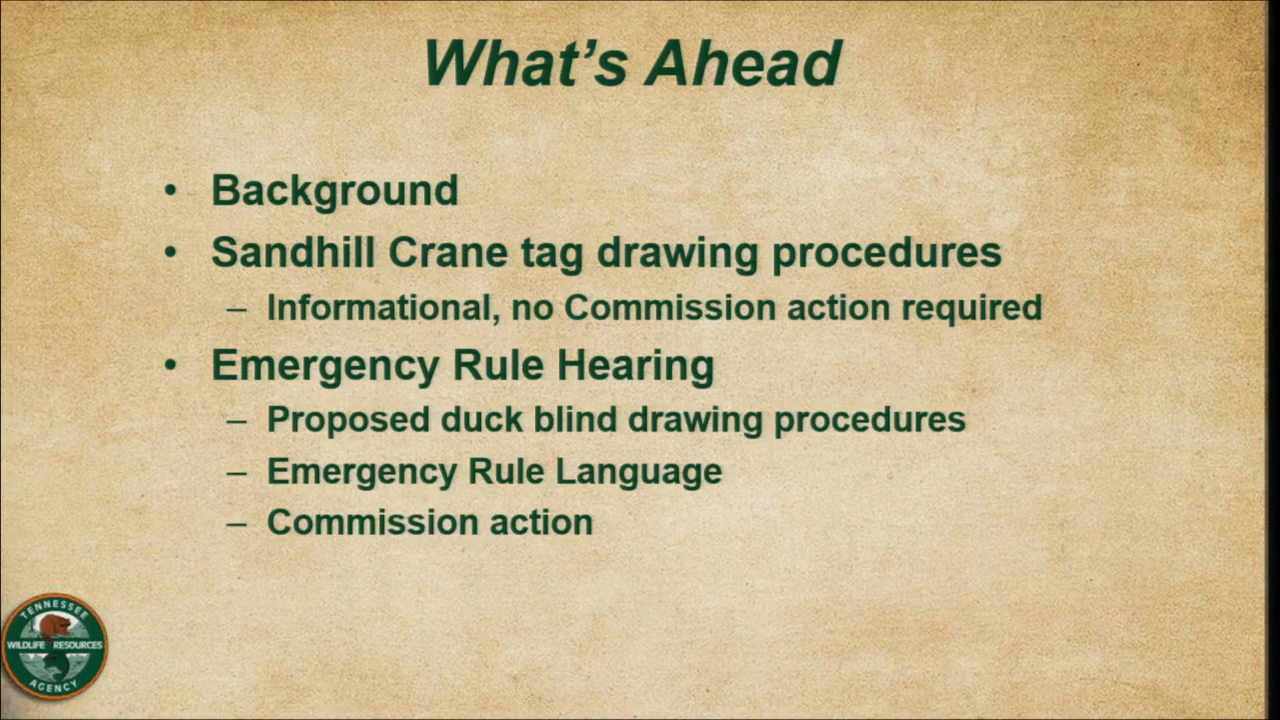 What's Ahead
• Background
• Sandhill Crane tag drawing procedures
– Informational, no Commission action required
• Emergency Rule Hearing
– Proposed duck blind drawing procedures
– Emergency Rule Language
– Commission action
TENNESSEE
WILDLIFE RESOURCES
AGENCY